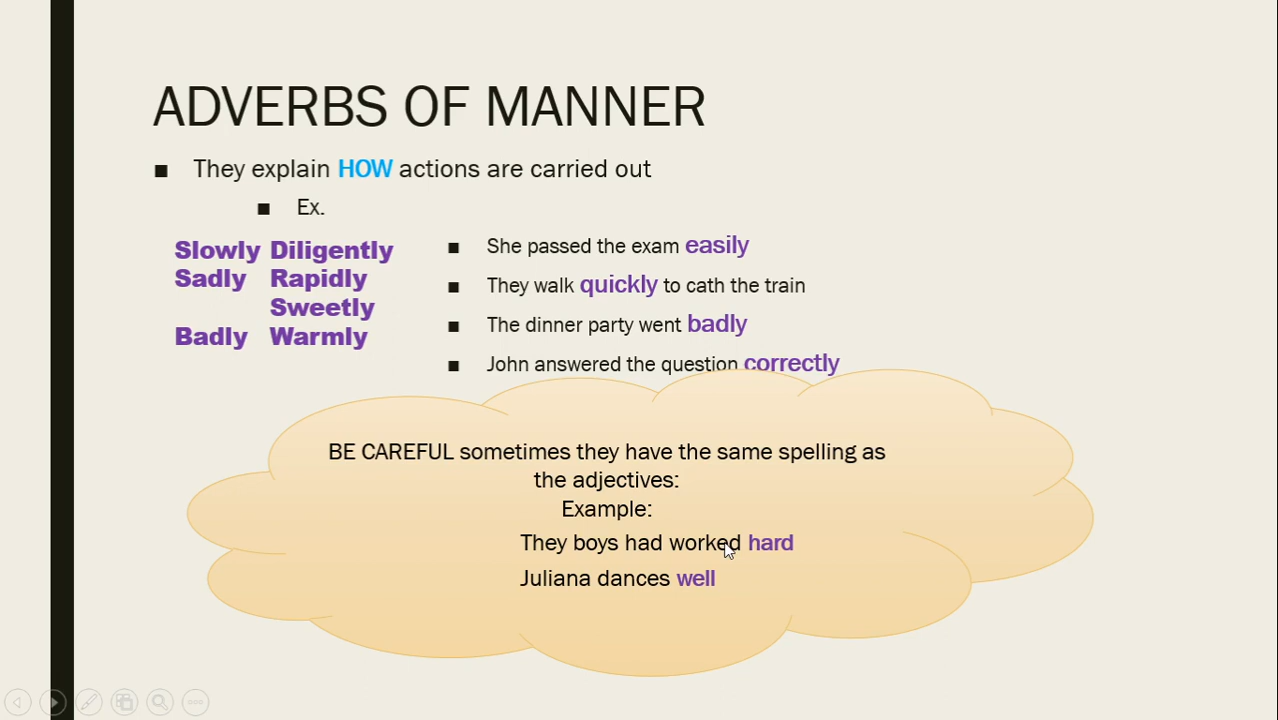 ADVERBS OF MANNER
They explain HOW actions are carried out
Ex.
Slowly Diligently
Sadly Rapidly
Sweetly
Badly Warmly
She passed the exam easily
They walk quickly to cath the train
The dinner party went badly
John answered the question correctly
BE CAREFUL sometimes they have the same spelling as
the adjectives:
Example:
They boys had worked hard
Juliana dances well